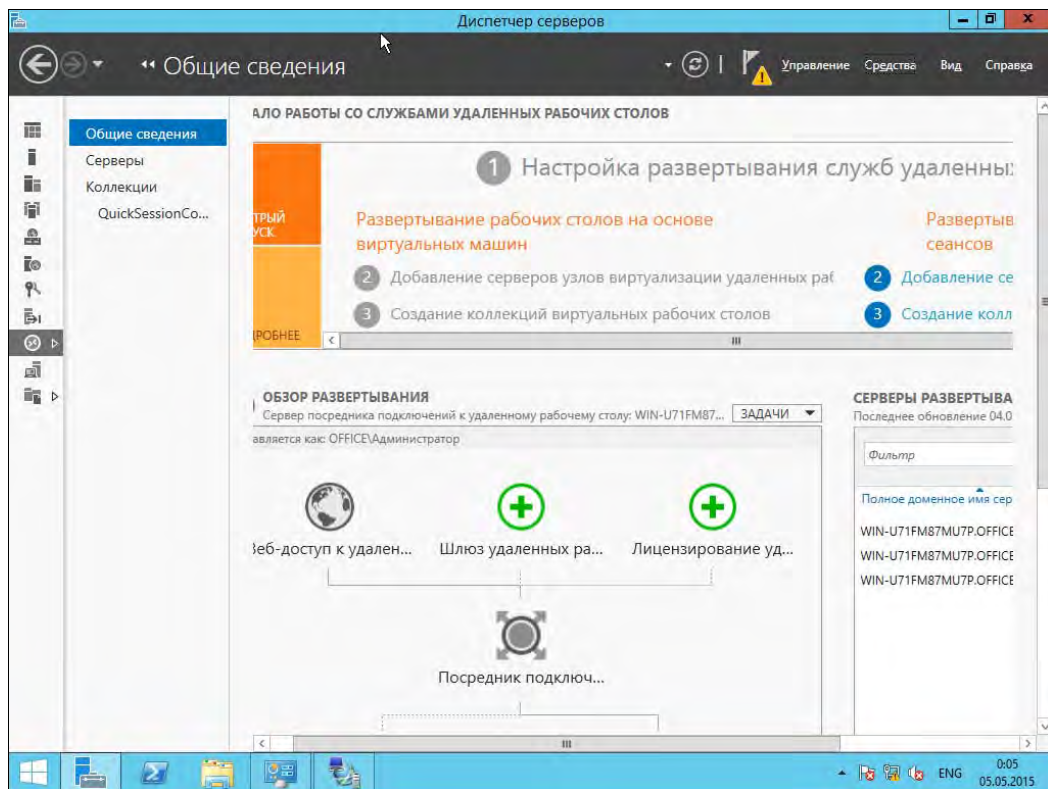 Диспетчер серверов
Общие сведения
Управление Средства Вид Справка
Общие сведения
Серверы
Коллекции
QuickSessionCo...
АЛО РАБОТЫ СО СЛУЖБАМИ УДАЛЕННЫХ РАБОЧИХ СТОЛОВ
ТРЫЙ
УСК
РОБНЕЕ
1 Настройка развертывания служб удаленны
Развертывание рабочих столов на основе
виртуальных машин
2 Добавление серверов узлов виртуализации удаленных раб
3 Создание коллекций виртуальных рабочих столов
Развертыв
сеансов
2 Добавление се
3 Создание колл
ОБЗОР РАЗВЕРТЫВАНИЯ
Сервер посредника подключений к удаленному рабочему столу: WIN-U71FM87...
ЗАДАЧИ
авляется как: OFFICE\Администратор
Веб-доступ к удален...
Шлюз удаленных ра...
Лицензирование уд...
Посредник подключ...
СЕРВЕРЫ РАЗВЕРТЫВА
Последнее обновление 04.0
Фильтр
Полное доменное имя сер
WIN-U71FM87MU7P.OFFICE
WIN-U71FM87MU7P.OFFICE
WIN-U71FM87MU7P.OFFICE
ENG
0:05
05.05.2015